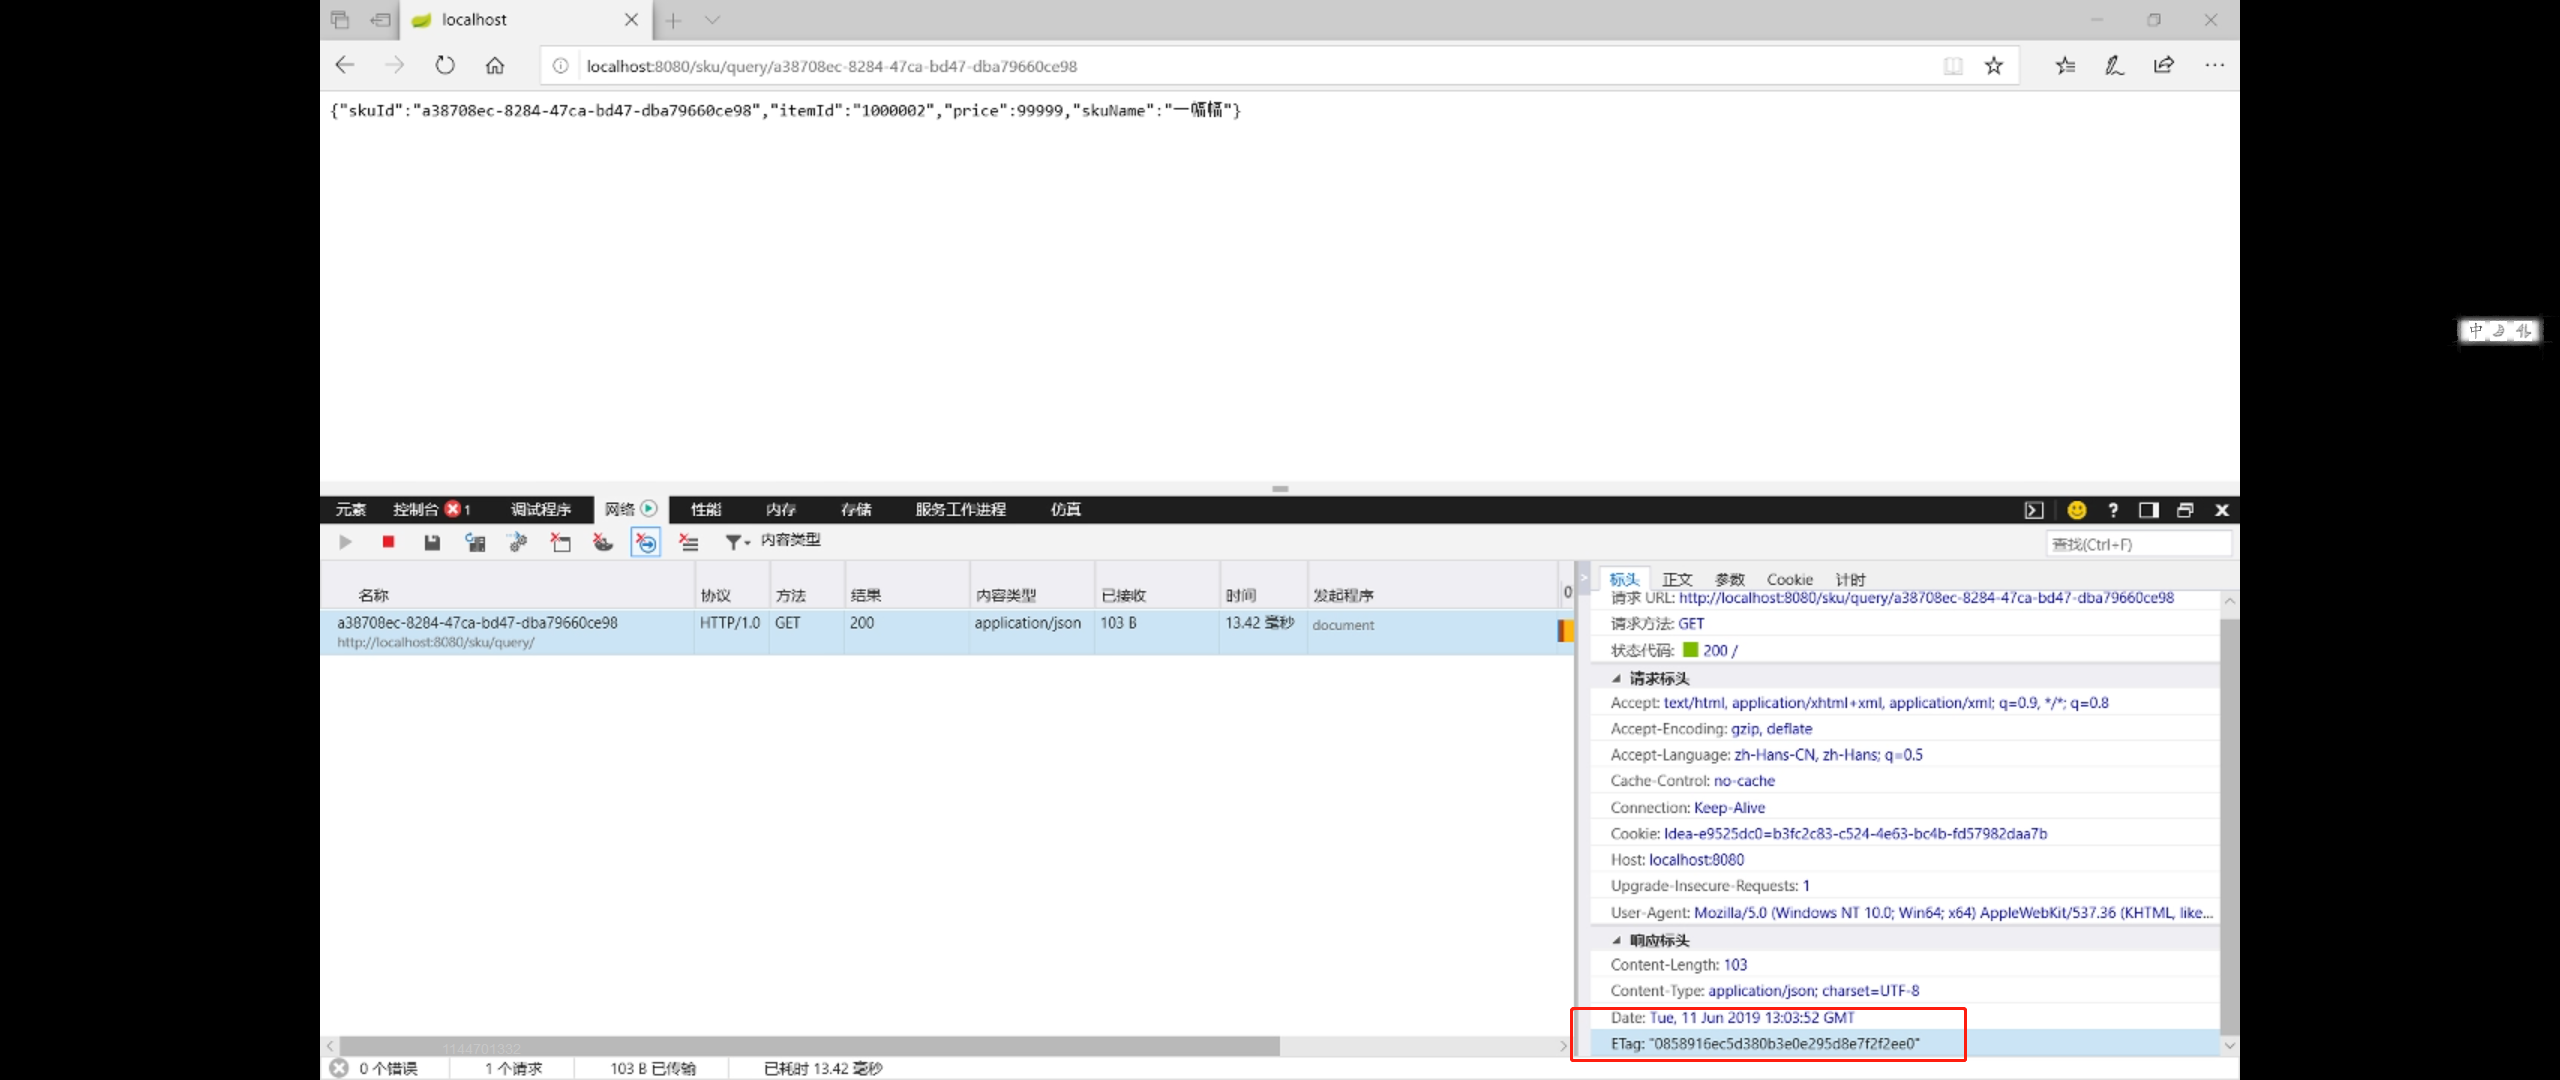 localhost
localhost:8080/sku/query/a38708ec-8284-47ca-bd47-dba79660ce98
{"skuId":"a38708ec-8284-47ca-bd47-dba79660ce98","itemId":"1000002","price":99999,"skuName":"一幅幅"}
中
元素 控制台 1 调试程序 网络 性能 内存 存储 服务工作进程 仿真
内容类型
查找(Ctrl+F)
名称 协议 方法 结果 内容类型 已接收 时间 发起程序 0
a38708ec-8284-47ca-bd47-dba79660ce98 HTTP/1.0 GET 200 application/json 103 B 13.42 毫秒 document
http://localhost:8080/sku/query/
标头 正文 参数 Cookie 计时
请求 URL: http://localhost:8080/sku/query/a38708ec-8284-47ca-bd47-dba79660ce98
请求方法: GET
状态代码: 200 /
请求标头
Accept: text/html, application/xhtml+xml, application/xml; q=0.9, */*; q=0.8
Accept-Encoding: gzip, deflate
Accept-Language: zh-Hans-CN, zh-Hans; q=0.5
Cache-Control: no-cache
Connection: Keep-Alive
Cookie: Idea-e9525dc0=b3fc2c83-c524-4e63-bc4b-fd57982daa7b
Host: localhost:8080
Upgrade-Insecure-Requests: 1
User-Agent: Mozilla/5.0 (Windows NT 10.0; Win64; x64) AppleWebKit/537.36 (KHTML, like...
响应标头
Content-Length: 103
Content-Type: application/json; charset=UTF-8
Date: Tue, 11 Jun 2019 13:03:52 GMT
ETag: "0858916ec5d380b3e0e295d8e7f2f2ee0"
1144701332
0 个错误 1 个请求 103 B 已传输 已耗时 13.42 毫秒